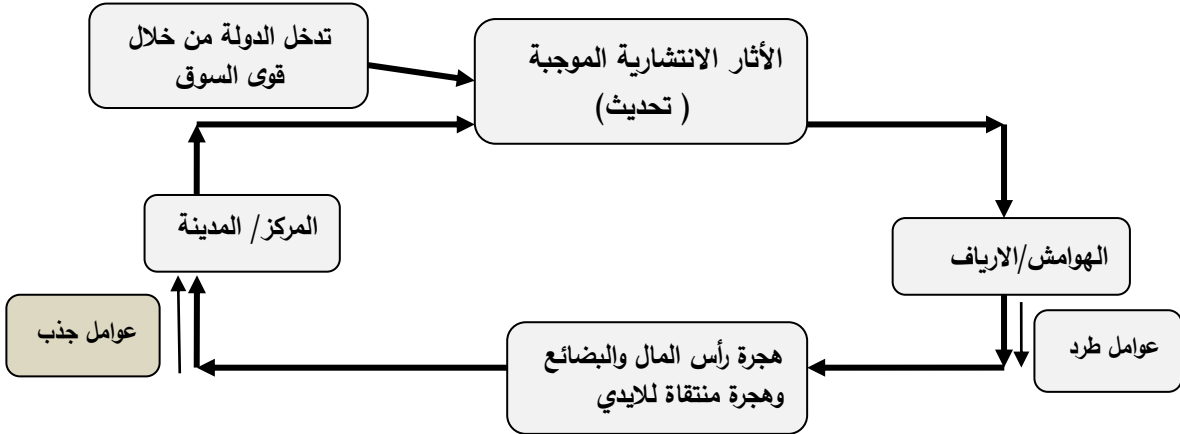 تدخل الدولة من خلال
قوى السوق
الأثار الانتشارية الموجبة
( تحديث)
المركز/ المدينة
الهوامش/الارياف
عوامل جذب
هجرة رأس المال والبضائع
وهجرة منتقاة للايدي
عوامل طرد